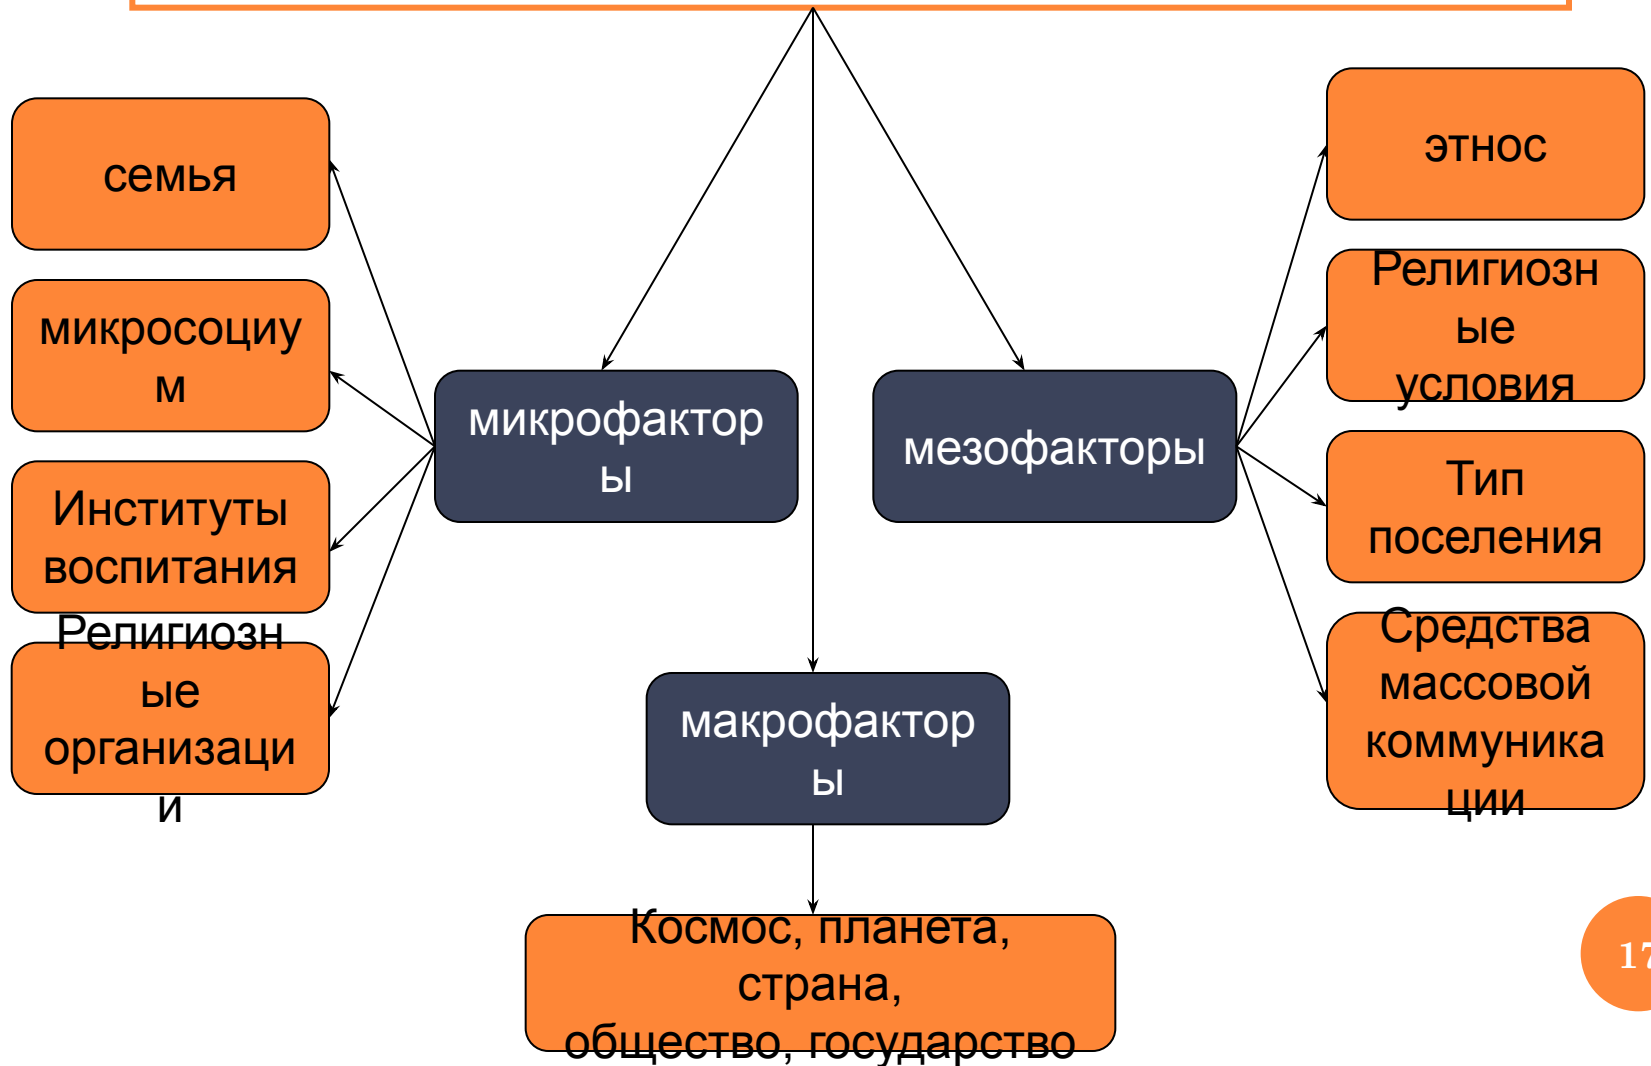 семья
микросоциу
м
Институты
воспитания
Религиозн
ые
организаци
и
микрофактор
ы
мезофакторы
макрофактор
ы
этнос
Религиозн
ые
условия
Тип
поселения
Средства
массовой
коммуника
ции
Космос, планета,
страна,
общество, государство
17